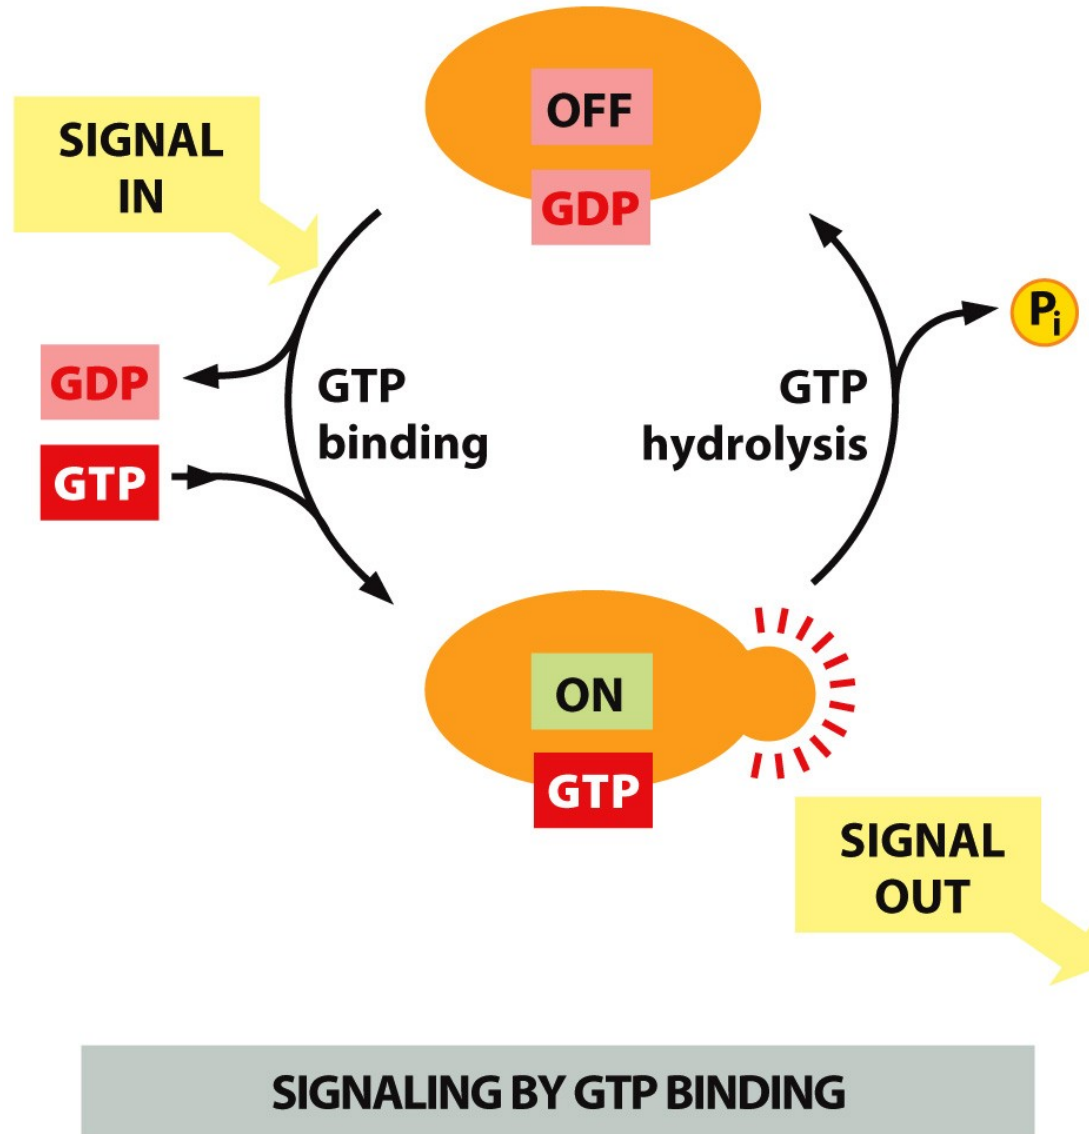 OFF
GDP
SIGNAL
IN
GDP
GTP
GTP
binding
GTP
hydrolysis
Pi
ON
GTP
SIGNAL
OUT
SIGNALING BY GTP BINDING